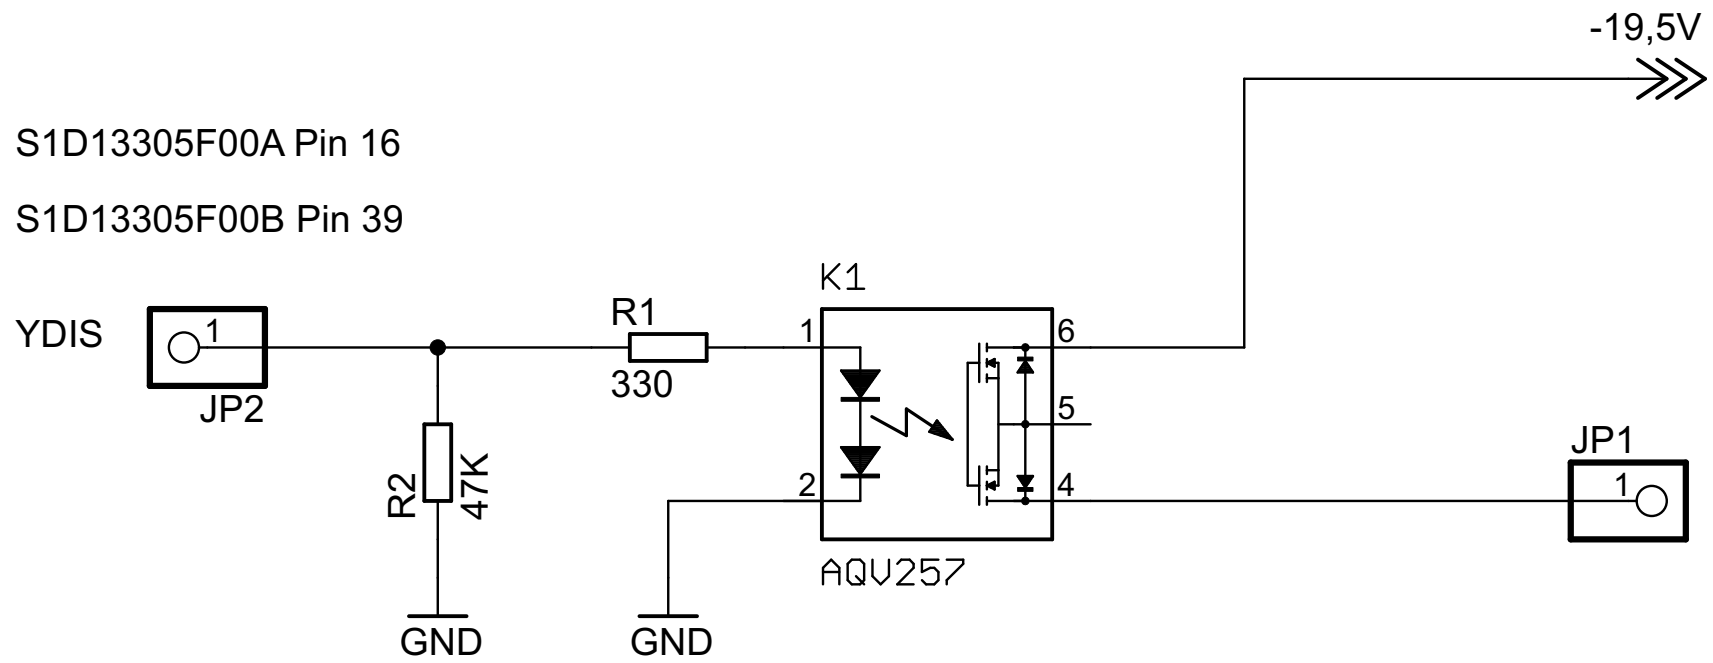 -19,5V
S1D13305F00A Pin 16
S1D13305F00B Pin 39
K1
R1
YDIS
1
1
6
330
JP2
5
JP1
R2
47K
2
4
1
AQV257
GND
GND